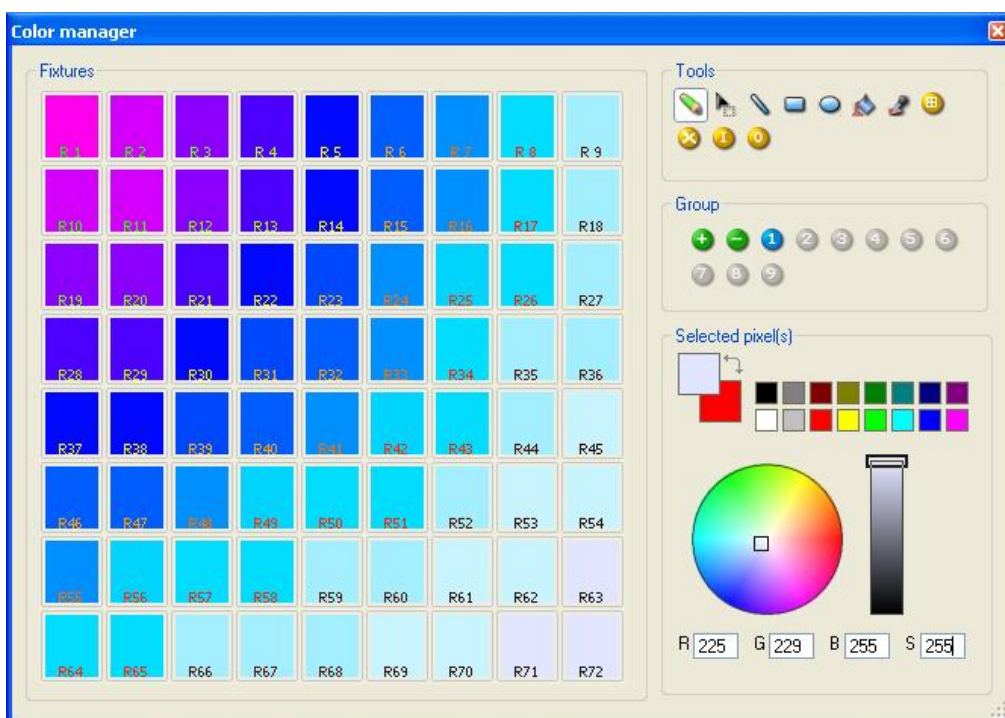 Color manager
Fixtures
R 1 R 2 R 3 R 4 R 5 R 6 R 7 R 8 R 9
R10 R11 R12 R13 R14 R15 R16 R17 R18
R19 R20 R21 R22 R23 R24 R25 R26 R27
R28 R29 R30 R31 R32 R33 R34 R35 R36
R37 R38 R39 R40 R41 R42 R43 R44 R45
R46 R47 R48 R49 R50 R51 R52 R53 R54
R55 R56 R57 R58 R59 R60 R61 R62 R63
R64 R65 R66 R67 R68 R69 R70 R71 R72
Tools
I O
Group
+ − 1 2 3 4 5 6
7 8 9
Selected pixel(s)
R 225 G 229 B 255 S 255